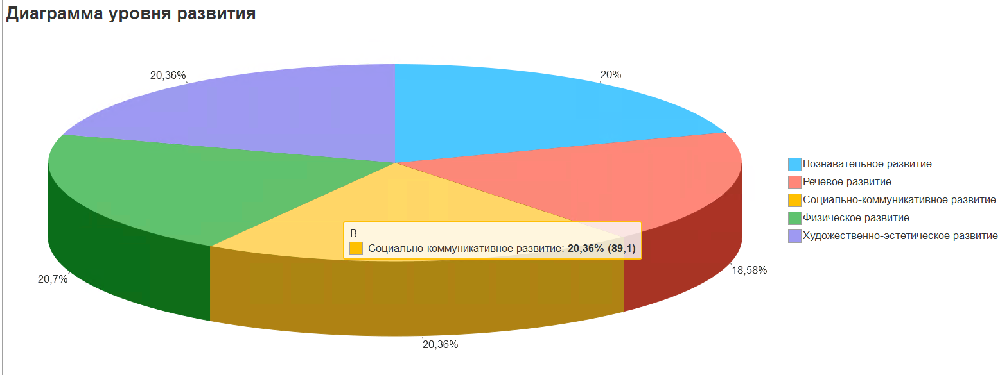 Диаграмма уровня развития
20,36%
20%
Познавательное развитие
Речевое развитие
Социально-коммуникативное развитие
Физическое развитие
Художественно-эстетическое развитие
В
Социально-коммуникативное развитие: 20,36% (89,1)
20,7%
18,58%
20,36%